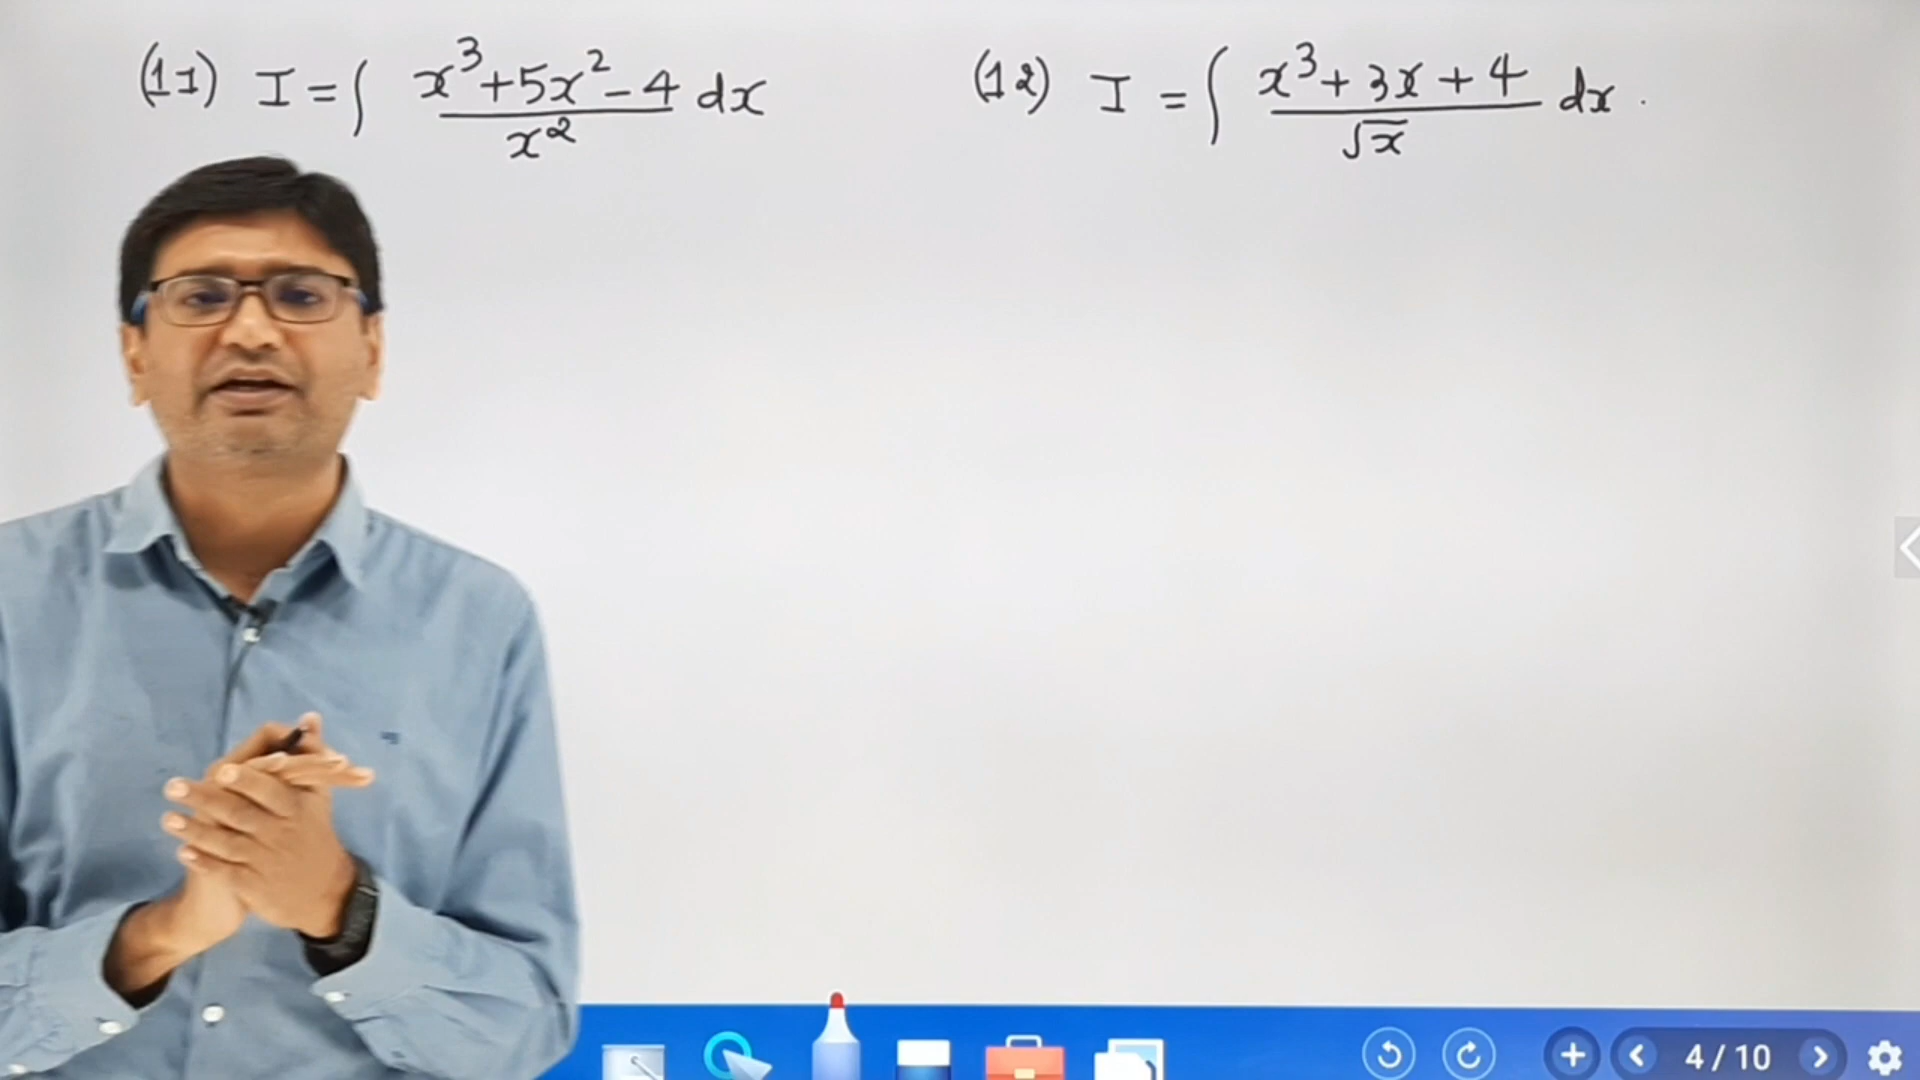 (11) I = ∫ x³+5x²-4 / x² dx
(12) I = ∫ x³+3x+4 / √x dx .
4 / 10